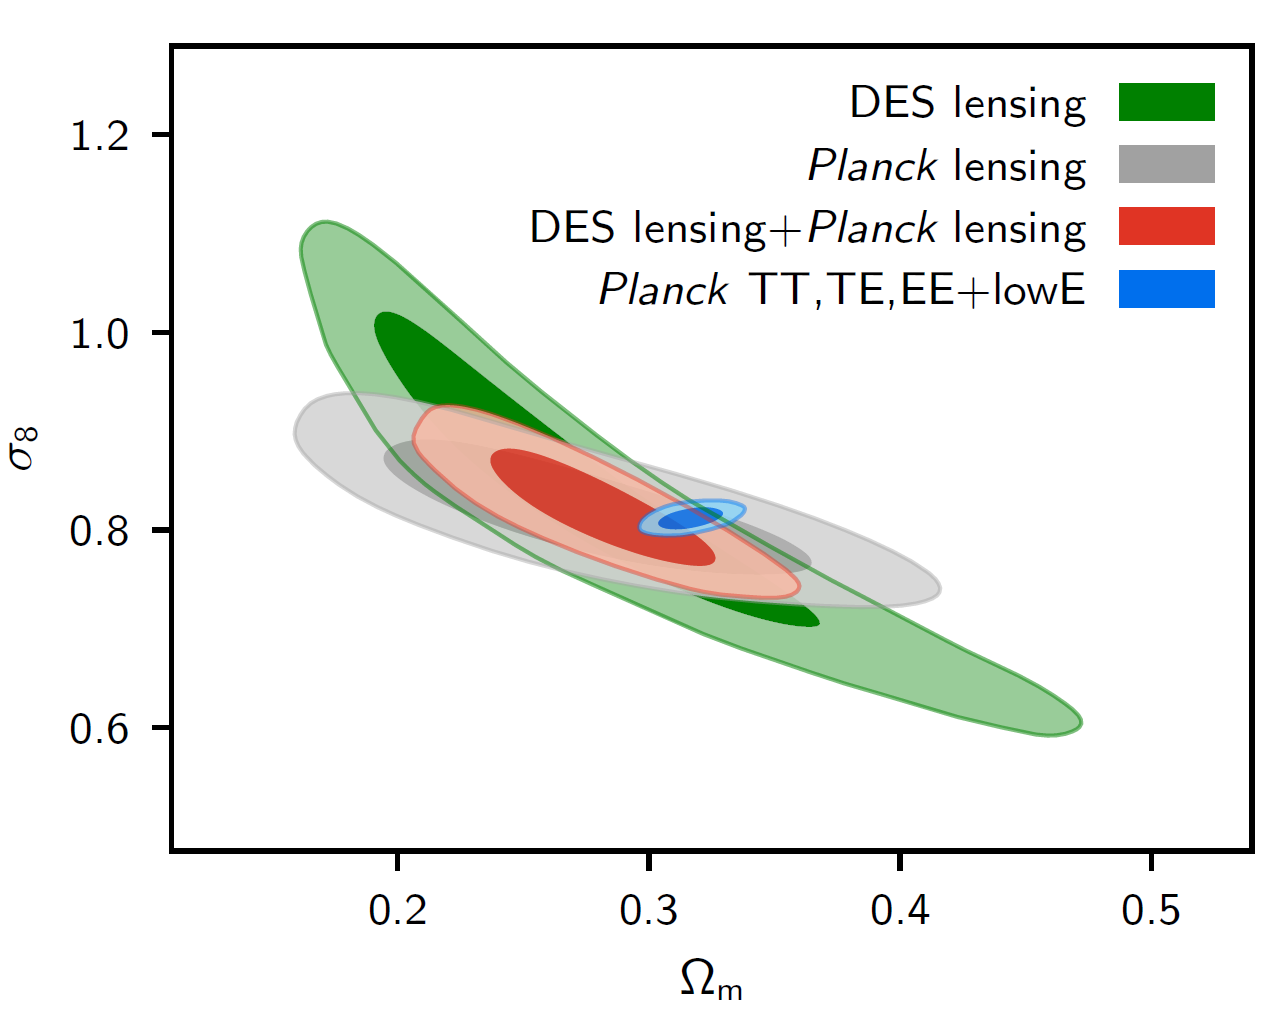 DES lensing
Planck lensing
DES lensing+Planck lensing
Planck TT,TE,EE+lowE
1.2
1.0
0.8
0.6
σ8
0.2 0.3 0.4 0.5
Ωm